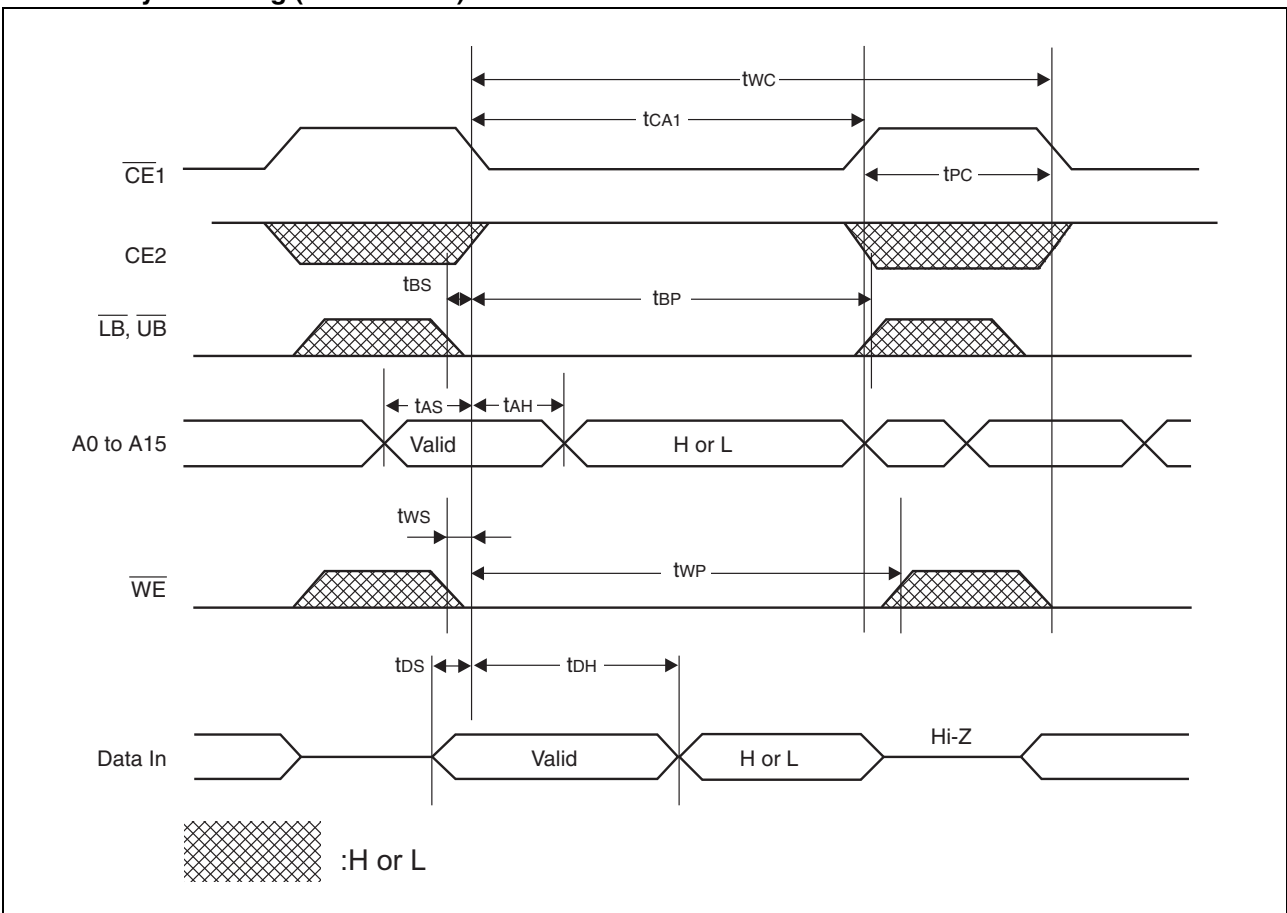 tWC
tCA1
CE1
tPC
CE2
tBS
tBP
LB, UB
tAS
tAH
A0 to A15
Valid
H or L
tWS
tWP
WE
tDS
tDH
Hi-Z
Data In
Valid
H or L
:H or L